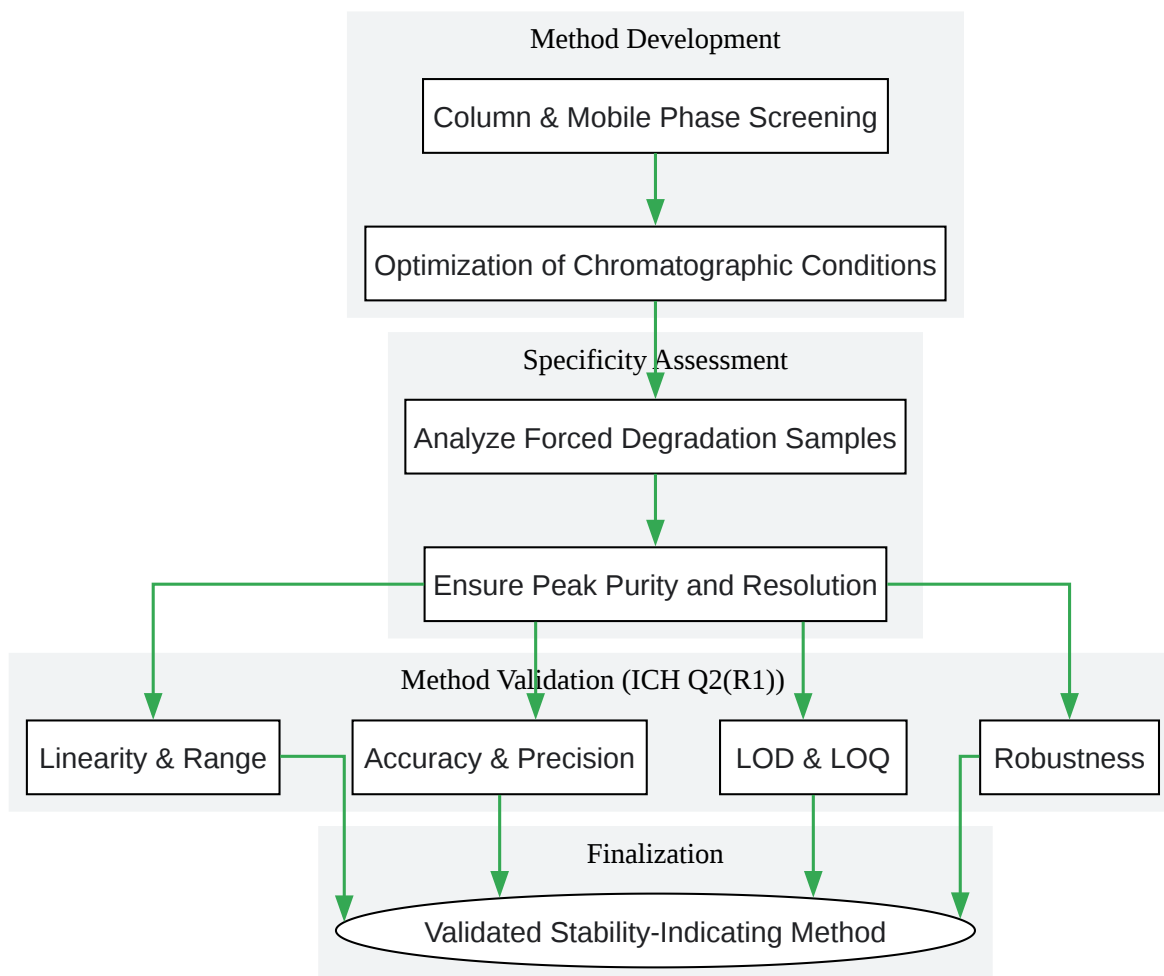 Method Development
Column & Mobile Phase Screening
Optimization of Chromatographic Conditions
Specificity Assessment
Analyze Forced Degradation Samples
Ensure Peak Purity and Resolution
Method Validation (ICH Q2(R1))
Linearity & Range
Accuracy & Precision
LOD & LOQ
Robustness
Finalization
Validated Stability-Indicating Method